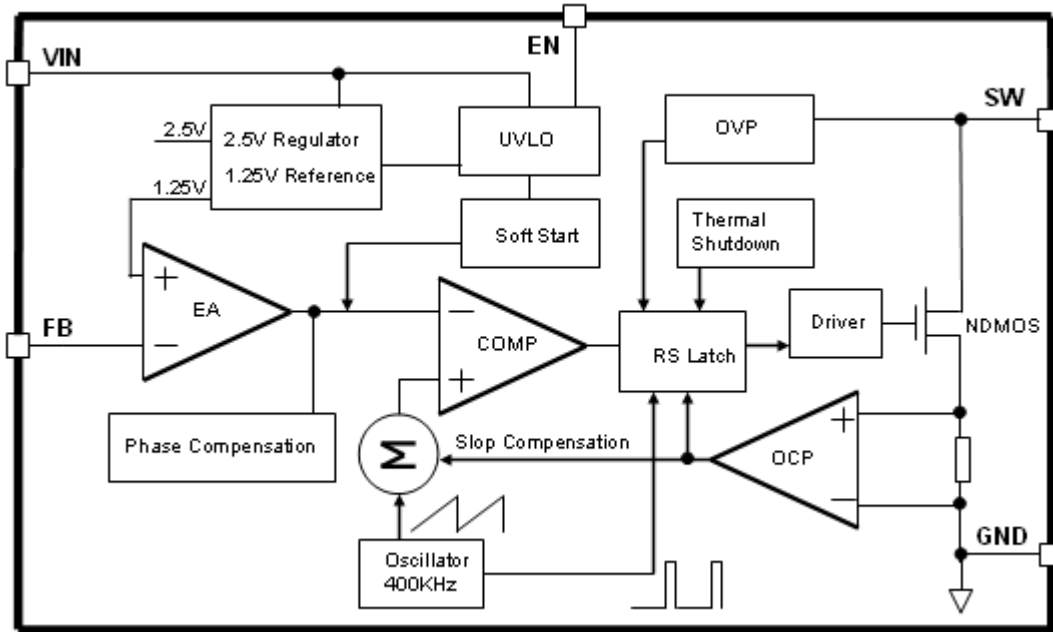 EN
VIN
SW
2.5V
2.5V Regulator
1.25V Reference
UVLO
OVP
1.25V
Soft Start
Thermal
Shutdown
+
EA
−
FB
−
COMP
+
RS Latch
Driver
NDMOS
Phase Compensation
Σ
Slop Compensation
+
OCP
−
GND
Oscillator
400KHz